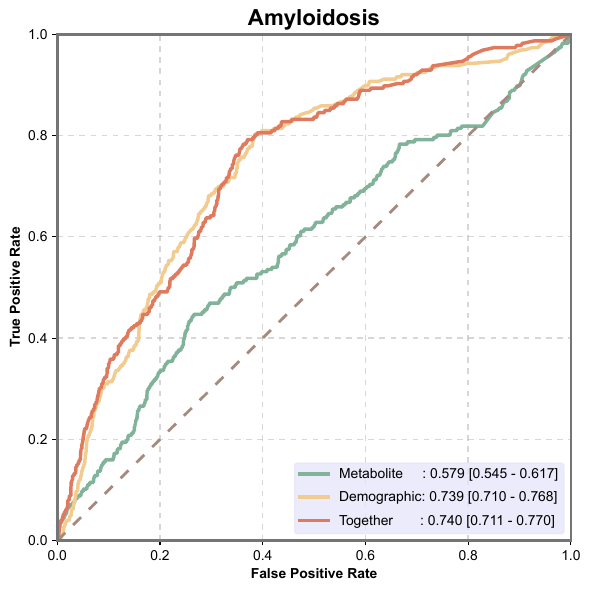 Amyloidosis
True Positive Rate
1.0
0.8
0.6
0.4
0.2
0.0
Metabolite : 0.579 [0.545 - 0.617]
Demographic: 0.739 [0.710 - 0.768]
Together : 0.740 [0.711 - 0.770]
0.0 0.2 0.4 0.6 0.8 1.0
False Positive Rate